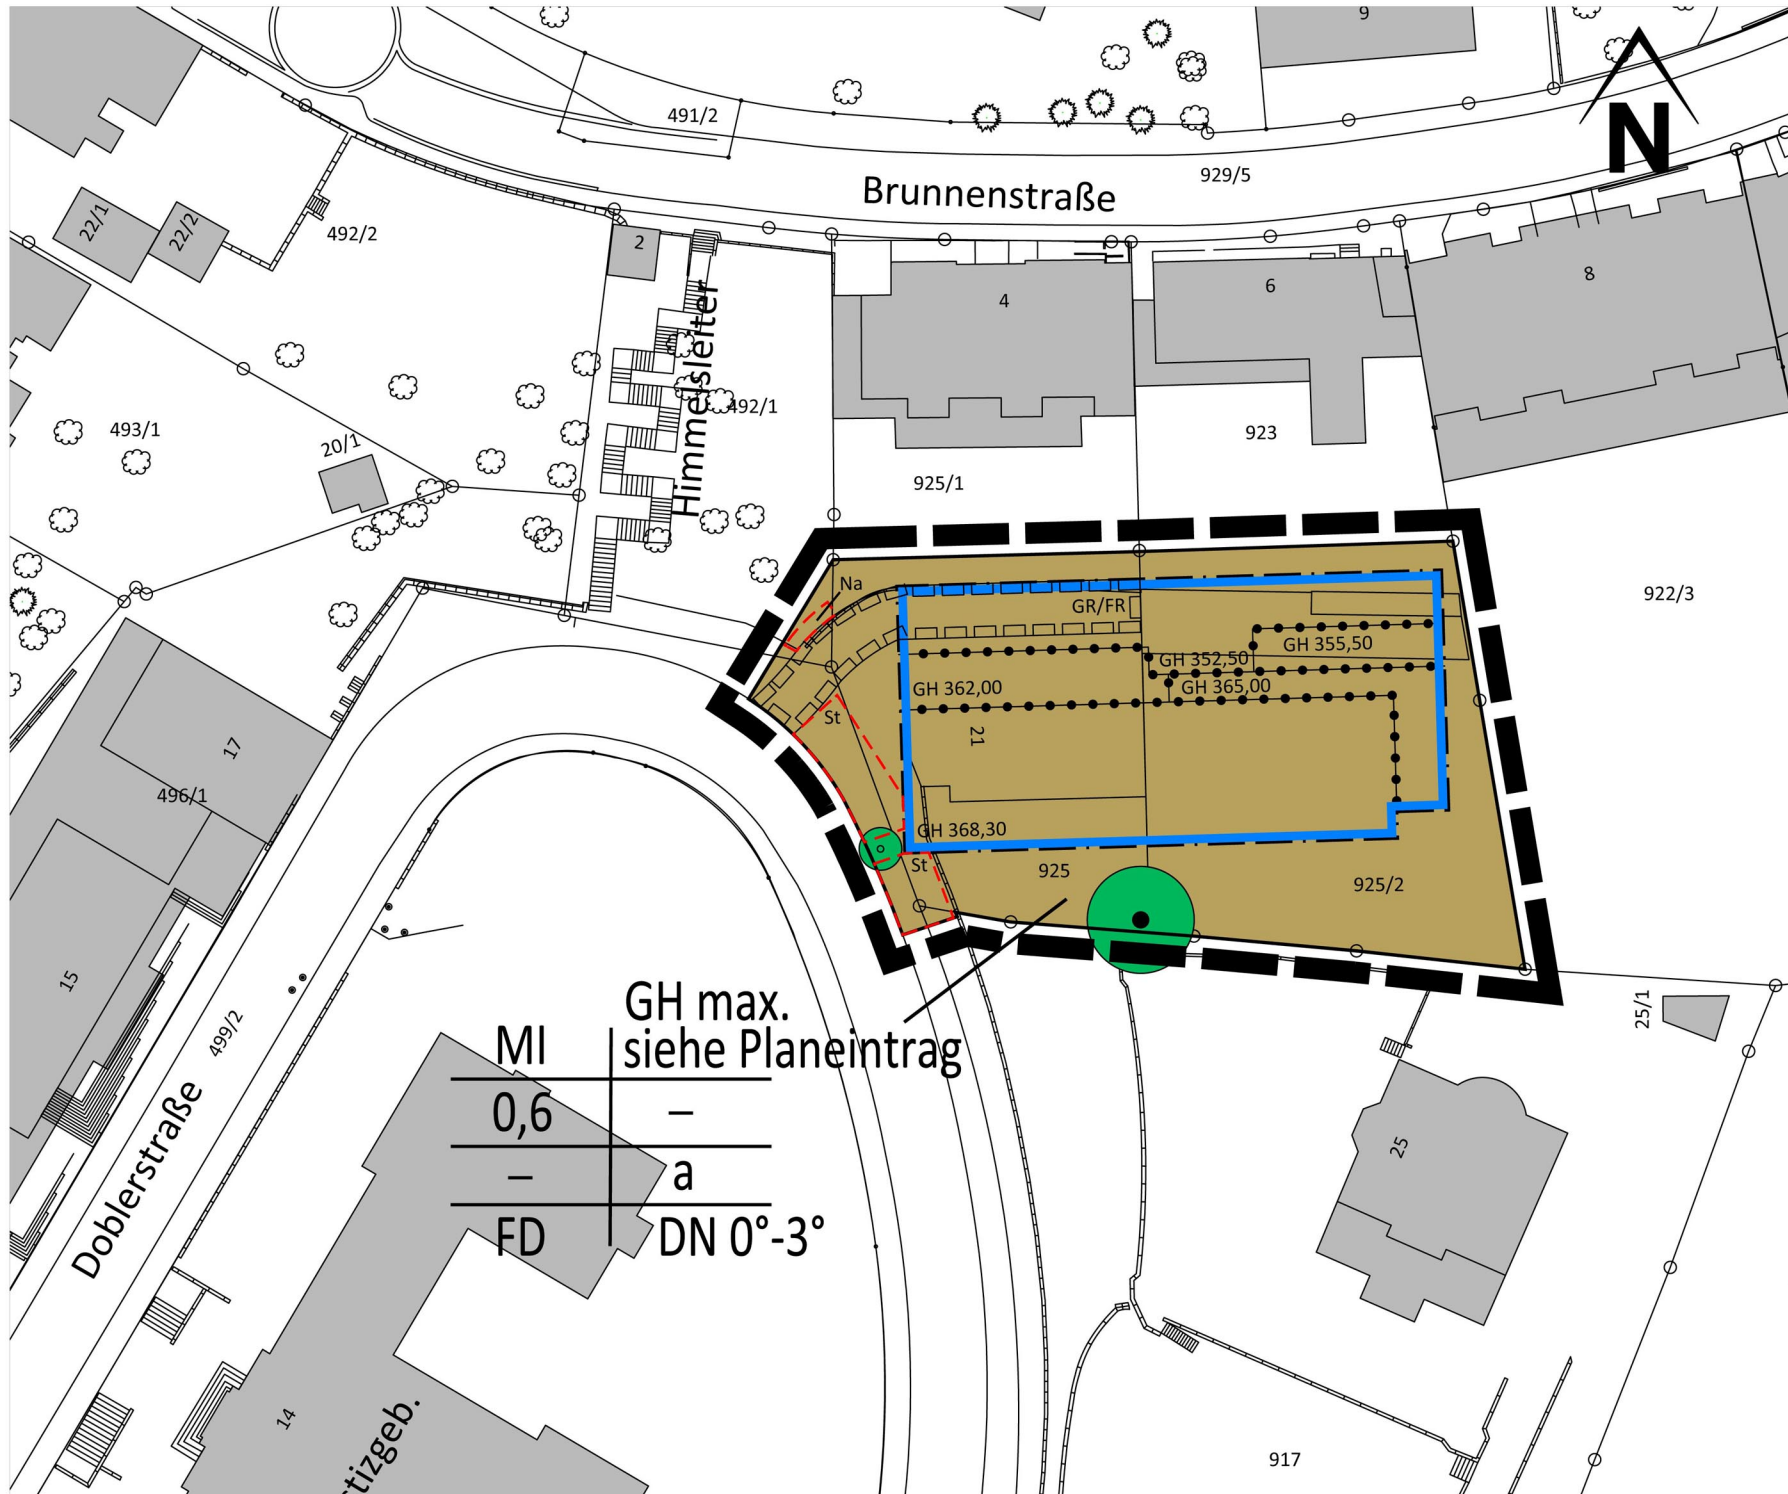 9
491/2
N
929/5
Brunnenstraße
22/1
22/2
492/2
2
4
6
8
Himmelsleiter
492/1
493/1
20/1
923
925/1
922/3
Na
GR/FR
GH 355,50
GH 352,50
GH 362,00
GH 365,00
St
21
17
496/1
GH 368,30
St
925
925/2
15
499/2
25/1
GH max.
MI
siehe Planeintrag
0,6
–
–
a
FD
DN 0°-3°
25
Doblerstraße
14
stizgeb.
917